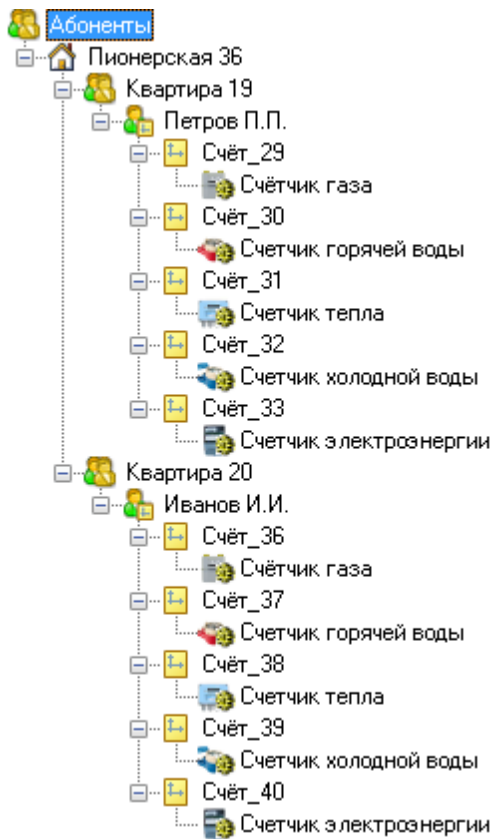 Абоненты
Пионерская 36
Квартира 19
Петров П.П.
Счёт_29
Счётчик газа
Счёт_30
Счетчик горячей воды
Счёт_31
Счетчик тепла
Счёт_32
Счетчик холодной воды
Счёт_33
Счетчик электроэнергии
Квартира 20
Иванов И.И.
Счёт_36
Счётчик газа
Счёт_37
Счетчик горячей воды
Счёт_38
Счетчик тепла
Счёт_39
Счетчик холодной воды
Счёт_40
Счетчик электроэнергии